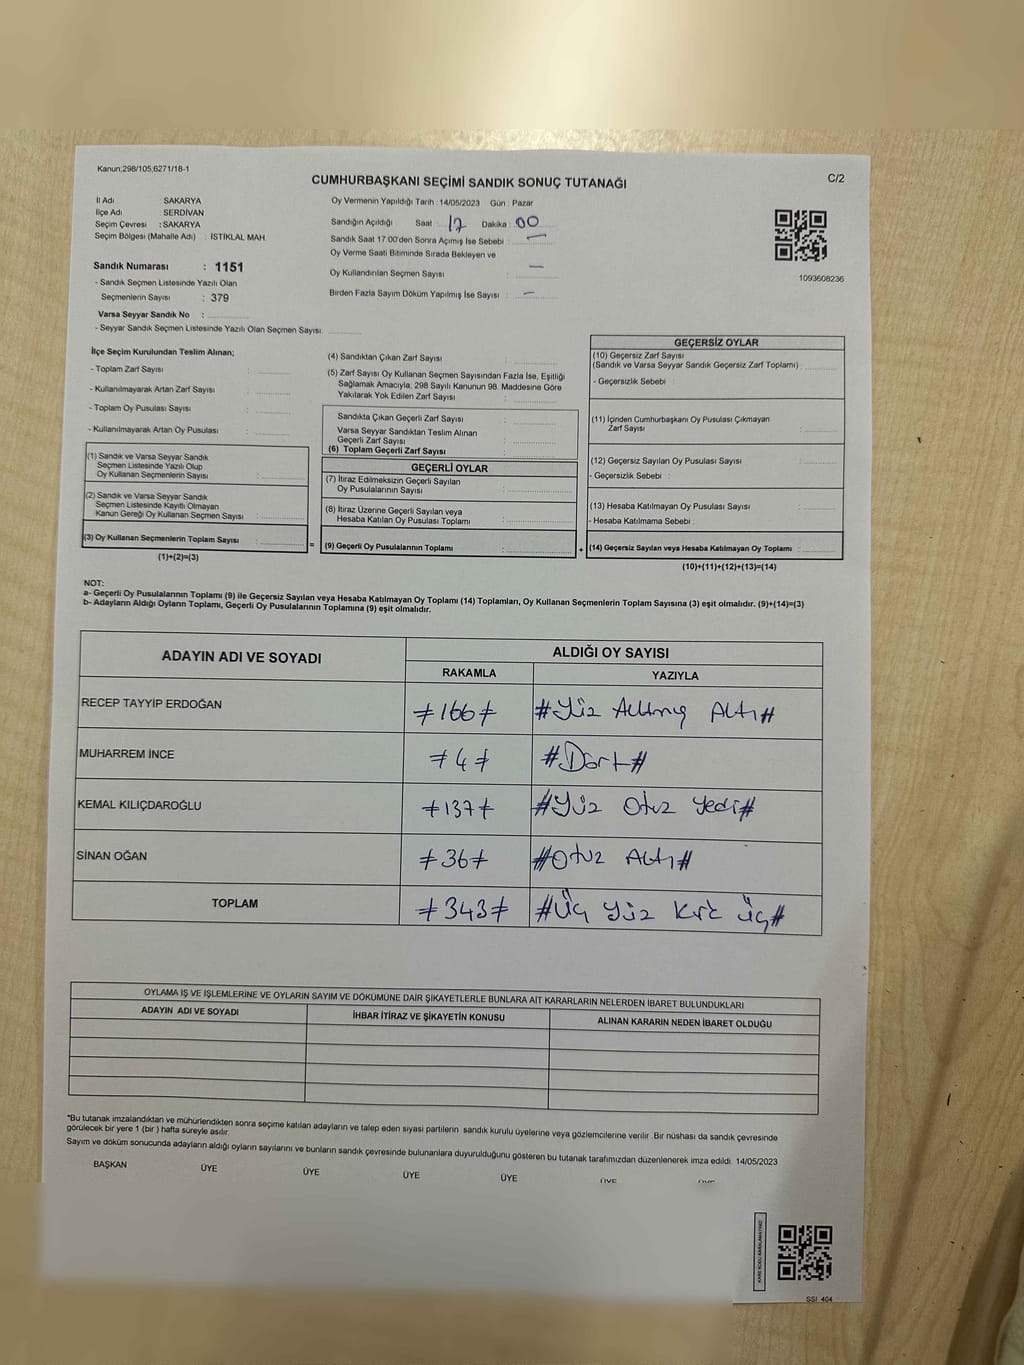 Kanun,298/105,6271/18-1
CUMHURBAŞKANI SEÇİMİ SANDIK SONUÇ TUTANAĞI
C/2
İl Adı : SAKARYA
İlçe Adı : SERDİVAN
Seçim Çevresi : SAKARYA
Seçim Bölgesi (Mahalle Adı) : İSTİKLAL MAH.
Sandık Numarası : 1151
- Sandık Seçmen Listesinde Yazılı Olan
Seçmenlerin Sayısı : 379
Varsa Seyyar Sandık No :
- Seyyar Sandık Seçmen Listesinde Yazılı Olan Seçmen Sayısı:
Oy Vermenin Yapıldığı Tarih : 14/05/2023 Gün : Pazar
Sandığın Açıldığı Saat : 17 Dakika : 00
Sandık Saat 17.00'den Sonra Açımış İse Sebebi : —
Oy Verme Saati Bitiminde Sırada Bekleyen ve
Oy Kullandırılan Seçmen Sayısı : —
Birden Fazla Sayım Döküm Yapılmış İse Sayısı : —
1093608236
İlçe Seçim Kurulundan Teslim Alınan;
- Toplam Zarf Sayısı :
- Kullanılmayarak Artan Zarf Sayısı :
- Toplam Oy Pusulası Sayısı :
- Kullanılmayarak Artan Oy Pusulası :
(1) Sandık ve Varsa Seyyar Sandık
Seçmen Listesinde Yazılı Olup
Oy Kullanan Seçmenlerin Sayısı :
(2) Sandık ve Varsa Seyyar Sandık
Seçmen Listesinde Kayıtlı Olmayan
Kanun Gereği Oy Kullanan Seçmen Sayısı :
(3) Oy Kullanan Seçmenlerin Toplam Sayısı :
(1)+(2)=(3)
(4) Sandıktan Çıkan Zarf Sayısı :
(5) Zarf Sayısı Oy Kullanan Seçmen Sayısından Fazla İse, Eşitliği
Sağlamak Amacıyla, 298 Sayılı Kanunun 98. Maddesine Göre
Yakılarak Yok Edilen Zarf Sayısı :
Sandıkta Çıkan Geçerli Zarf Sayısı :
Varsa Seyyar Sandıktan Teslim Alınan
Geçerli Zarf Sayısı :
(6) Toplam Geçerli Zarf Sayısı :
GEÇERLİ OYLAR
(7) İtiraz Edilmeksizin Geçerli Sayılan
Oy Pusulalarının Sayısı :
(8) İtiraz Üzerine Geçerli Sayılan veya
Hesaba Katılan Oy Pusulası Toplamı :
= (9) Geçerli Oy Pusulalarının Toplamı : +
GEÇERSİZ OYLAR
(10) Geçersiz Zarf Sayısı
(Sandık ve Varsa Seyyar Sandık Geçersiz Zarf Toplamı) :
- Geçersizlik Sebebi :
(11) İçinden Cumhurbaşkanı Oy Pusulası Çıkmayan
Zarf Sayısı :
(12) Geçersiz Sayılan Oy Pusulası Sayısı :
- Geçersizlik Sebebi :
(13) Hesaba Katılmayan Oy Pusulası Sayısı :
- Hesaba Katılmama Sebebi :
(14) Geçersiz Sayılan veya Hesaba Katılmayan Oy Toplamı :
(10)+(11)+(12)+(13)=(14)
NOT:
a- Geçerli Oy Pusulalarının Toplamı (9) ile Geçersiz Sayılan veya Hesaba Katılmayan Oy Toplamı (14) Toplamları, Oy Kullanan Seçmenlerin Toplam Sayısına (3) eşit olmalıdır. (9)+(14)=(3)
b- Adayların Aldığı Oyların Toplamı, Geçerli Oy Pusulalarının Toplamına (9) eşit olmalıdır.
ADAYIN ADI VE SOYADI ALDIĞI OY SAYISI
RAKAMLA YAZIYLA
RECEP TAYYİP ERDOĞAN ≠166≠ #Yüz Altmış Altı#
MUHARREM İNCE ≠4≠ #Dört#
KEMAL KILIÇDAROĞLU ≠137≠ #Yüz Otuz Yedi#
SİNAN OĞAN ≠36≠ #Otuz Altı#
TOPLAM ≠343≠ #Üç Yüz Kırk üç#
OYLAMA İŞ VE İŞLEMLERİNE VE OYLARIN SAYIM VE DÖKÜMÜNE DAİR ŞİKAYETLERLE BUNLARA AİT KARARLARIN NELERDEN İBARET BULUNDUKLARI
ADAYIN ADI VE SOYADI İHBAR İTİRAZ VE ŞİKAYETİN KONUSU ALINAN KARARIN NEDEN İBARET OLDUĞU
*Bu tutanak imzalandıktan ve mühürlendikten sonra seçime katılan adayların ve talep eden siyasi partilerin sandık kurulu üyelerine veya gözlemcilerine verilir .Bir nüshası da sandık çevresinde
görülecek bir yere 1 (bir ) hafta süreyle asılır.
Sayım ve döküm sonucunda adayların aldığı oyların sayılarını ve bunların sandık çevresinde bulunanlara duyurulduğunu gösteren bu tutanak tarafımızdan düzenlenerek imza edildi. 14/05/2023
BAŞKAN ÜYE ÜYE ÜYE ÜYE ÜYE ÜYE
SSI 404